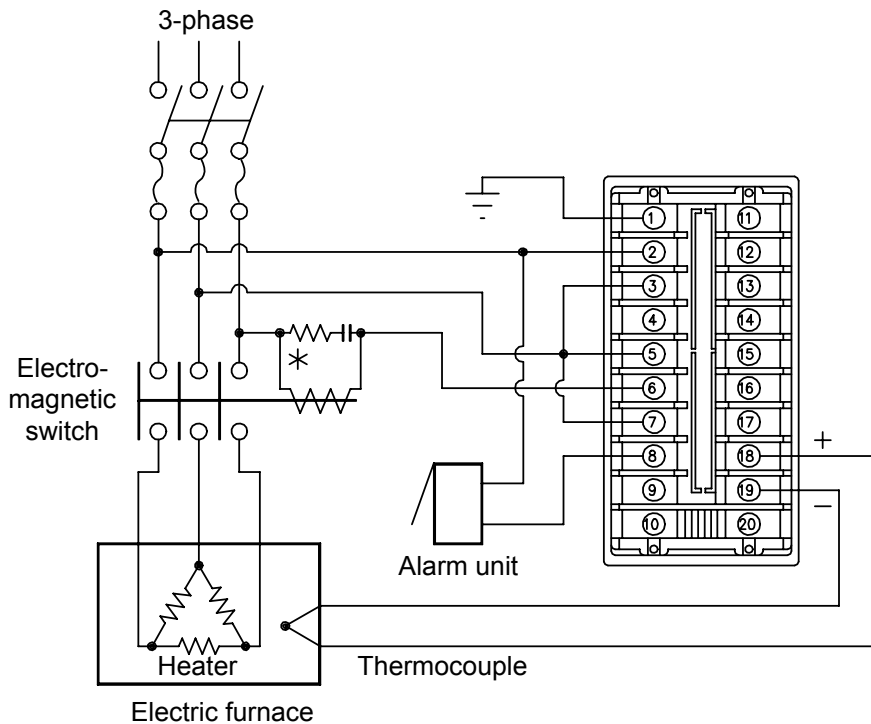 3-phase
1 11
2 12
3 13
4 14
5 15
Electro-
magnetic
switch
6 16
7 17
+
8 18
9 19
−
10 20
Alarm unit
Heater
Thermocouple
Electric furnace